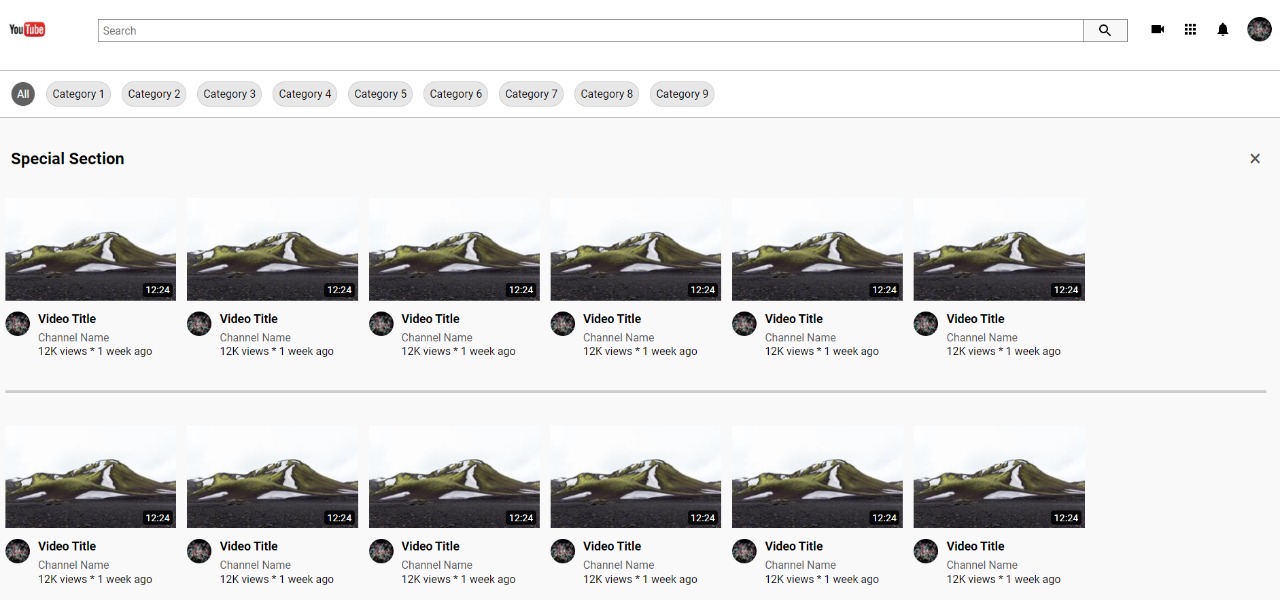 YouTube
Search
All Category 1 Category 2 Category 3 Category 4 Category 5 Category 6 Category 7 Category 8 Category 9
Special Section
12:24 12:24 12:24 12:24 12:24 12:24
Video Title Video Title Video Title Video Title Video Title Video Title
Channel Name Channel Name Channel Name Channel Name Channel Name Channel Name
12K views * 1 week ago 12K views * 1 week ago 12K views * 1 week ago 12K views * 1 week ago 12K views * 1 week ago 12K views * 1 week ago
12:24 12:24 12:24 12:24 12:24 12:24
Video Title Video Title Video Title Video Title Video Title Video Title
Channel Name Channel Name Channel Name Channel Name Channel Name Channel Name
12K views * 1 week ago 12K views * 1 week ago 12K views * 1 week ago 12K views * 1 week ago 12K views * 1 week ago 12K views * 1 week ago